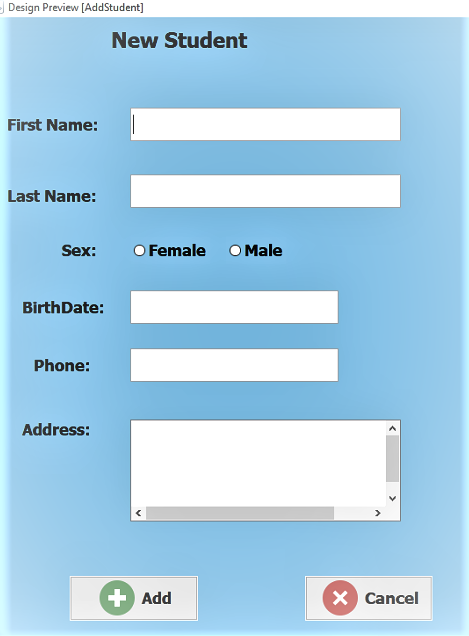 Design Preview [AddStudent]
New Student
First Name:
Last Name:
Sex: Female Male
BirthDate:
Phone:
Address:
Add Cancel